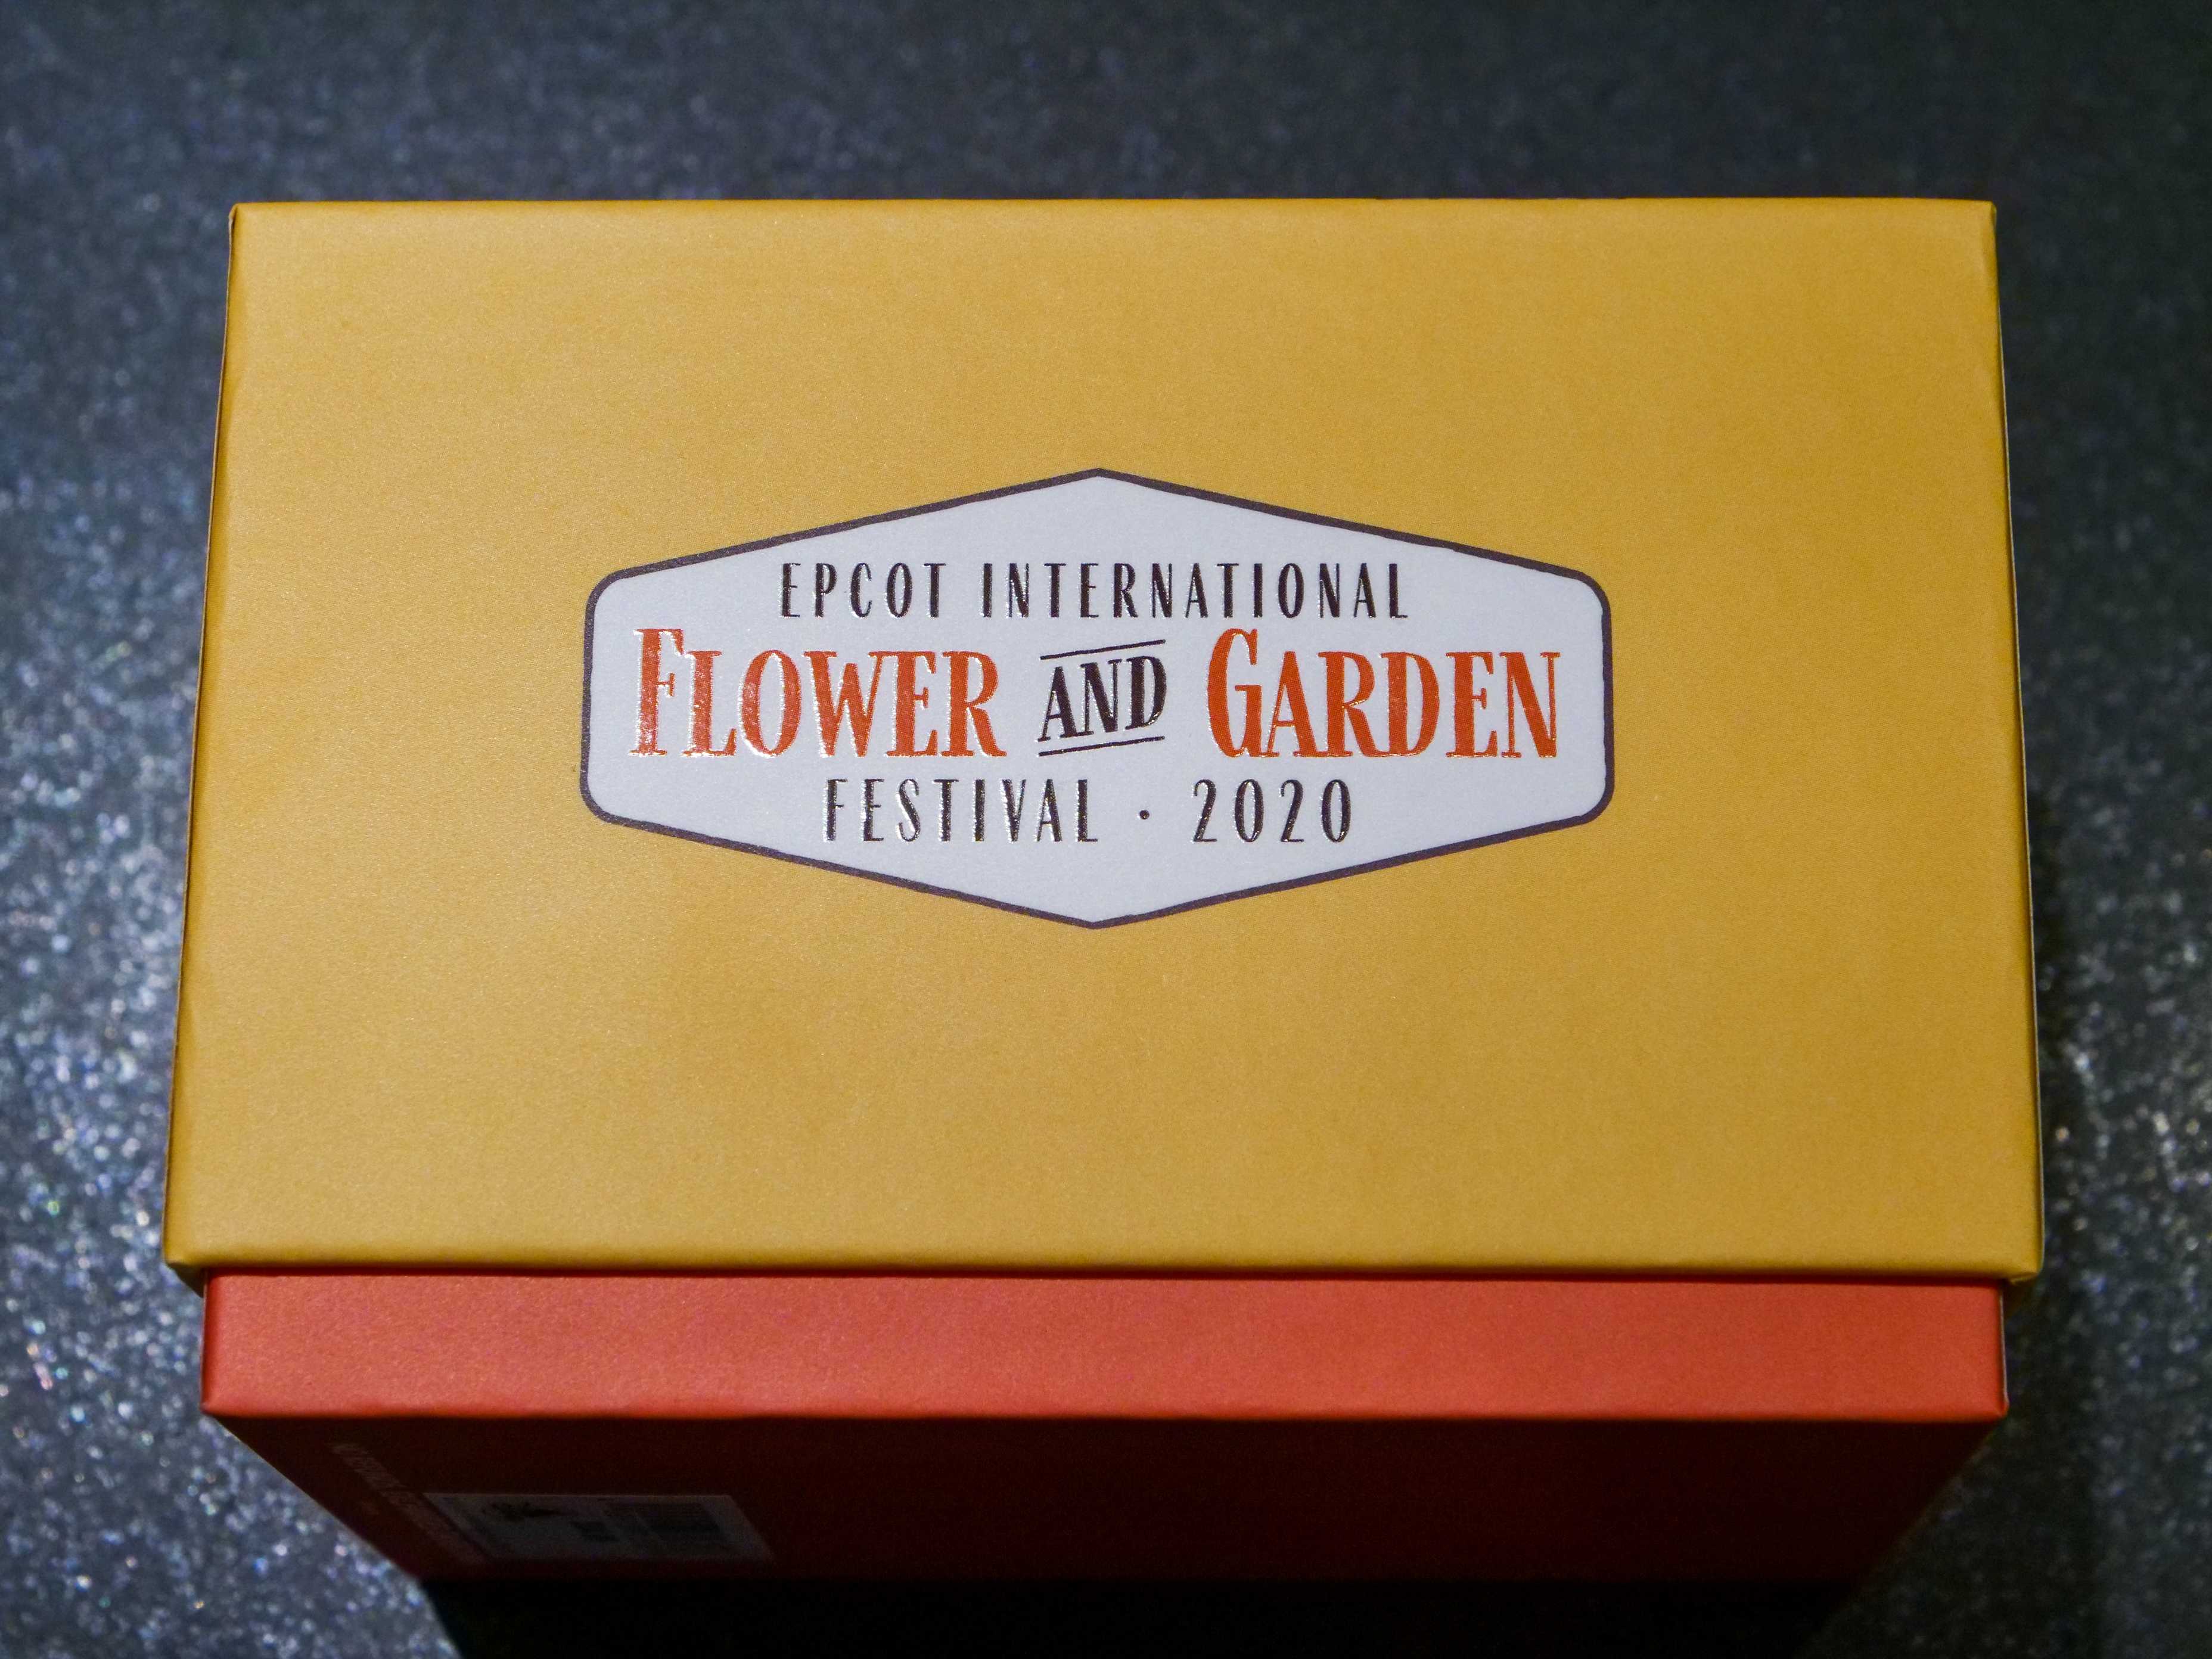 EPCOT INTERNATIONAL
FLOWER AND GARDEN
FESTIVAL · 2020